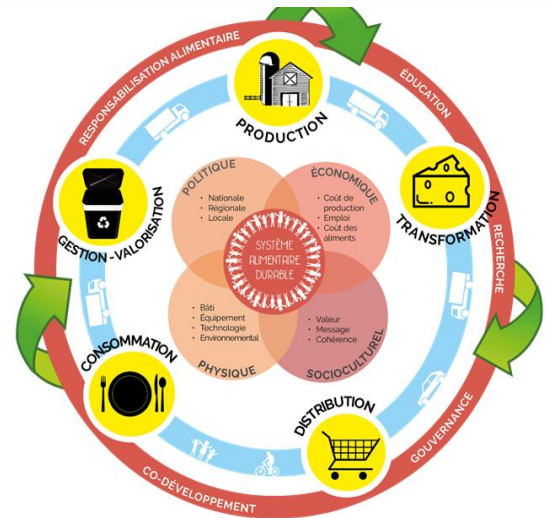 RESPONSABILISATION ALIMENTAIRE
ÉDUCATION
RECHERCHE
GOUVERNANCE
CO-DÉVELOPPEMENT
PRODUCTION
TRANSFORMATION
DISTRIBUTION
CONSOMMATION
GESTION - VALORISATION
POLITIQUE
• Nationale
• Régionale
• Locale
ÉCONOMIQUE
• Coût de
production
• Emploi
• Coût des
aliments
SYSTÈME
ALIMENTAIRE
DURABLE
• Bâti
• Équipement
• Technologie
• Environnemental
PHYSIQUE
• Valeur
• Message
• Cohérence
SOCIOCULTUREL